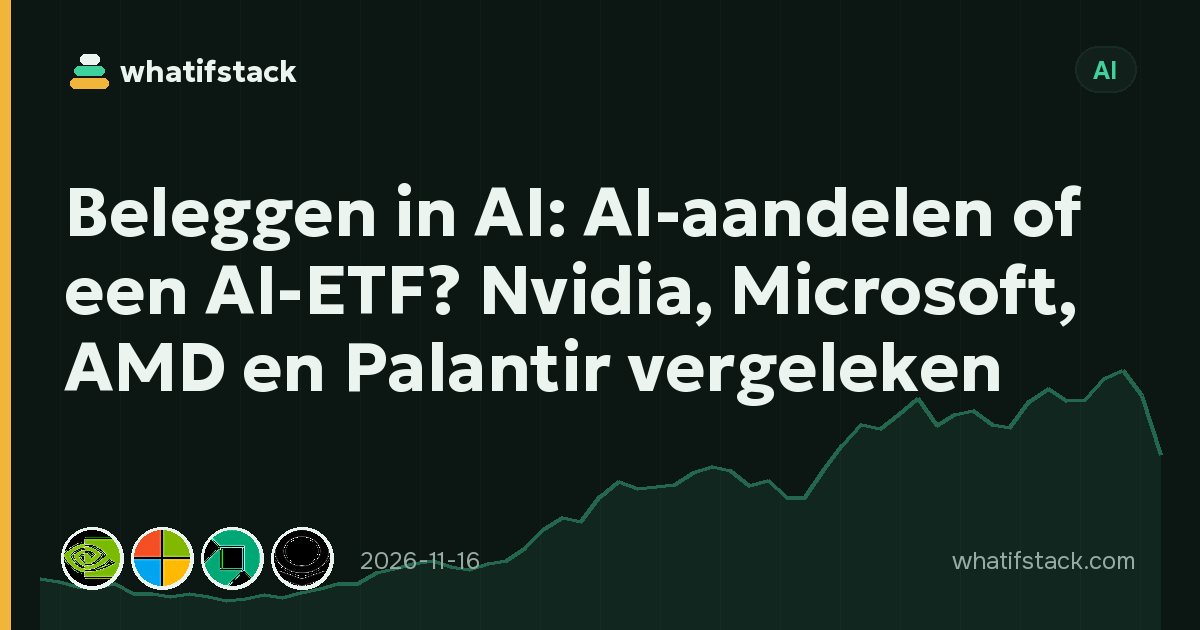 whatifstack
AI
Beleggen in AI: AI-aandelen of
een AI-ETF? Nvidia, Microsoft,
AMD en Palantir vergeleken
2026-11-16
whatifstack.com